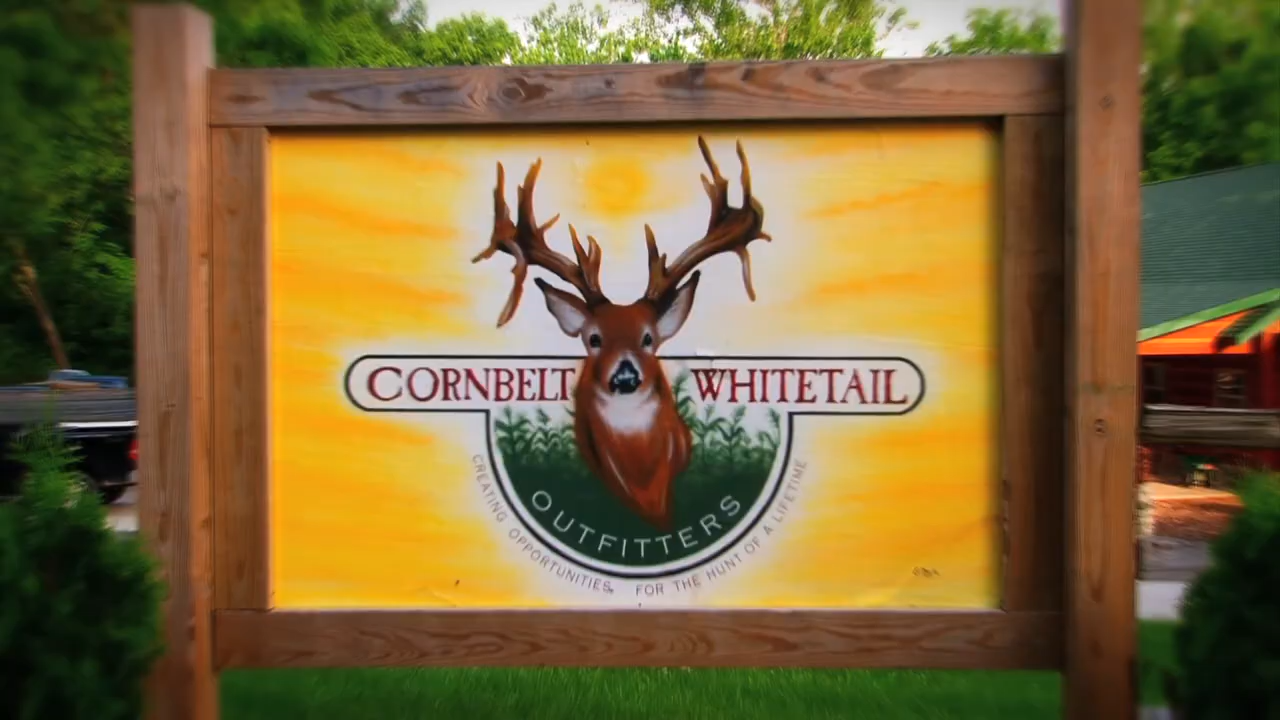 CORNBELT WHITETAIL
OUTFITTERS
CREATING OPPORTUNITIES FOR THE HUNT OF A LIFETIME